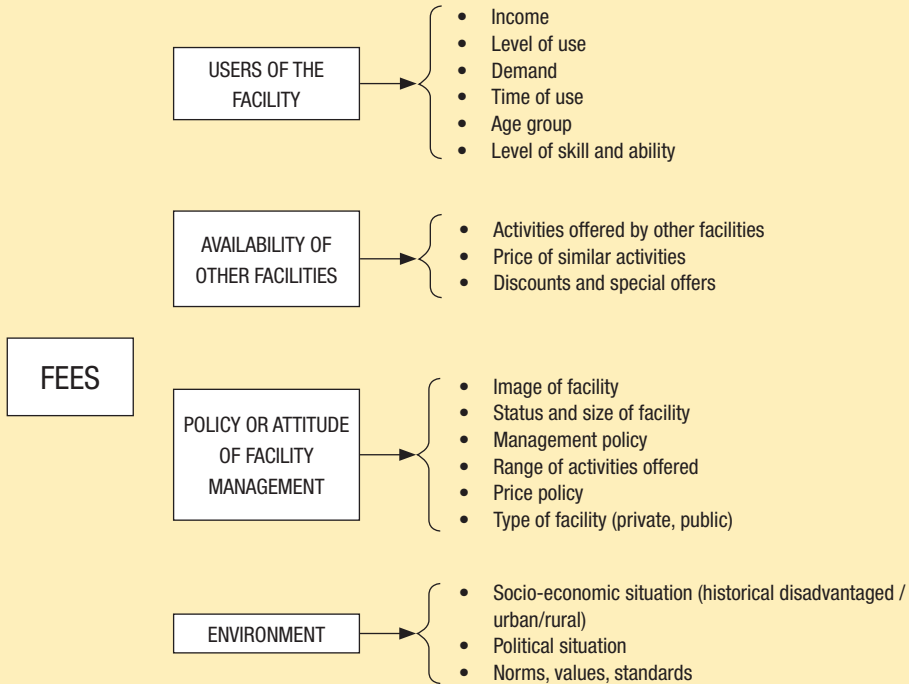 USERS OF THE
FACILITY
• Income
• Level of use
• Demand
• Time of use
• Age group
• Level of skill and ability
AVAILABILITY OF
OTHER FACILITIES
• Activities offered by other facilities
• Price of similar activities
• Discounts and special offers
FEES
POLICY OR ATTITUDE
OF FACILITY
MANAGEMENT
• Image of facility
• Status and size of facility
• Management policy
• Range of activities offered
• Price policy
• Type of facility (private, public)
ENVIRONMENT
• Socio-economic situation (historical disadvantaged /
urban/rural)
• Political situation
• Norms, values, standards